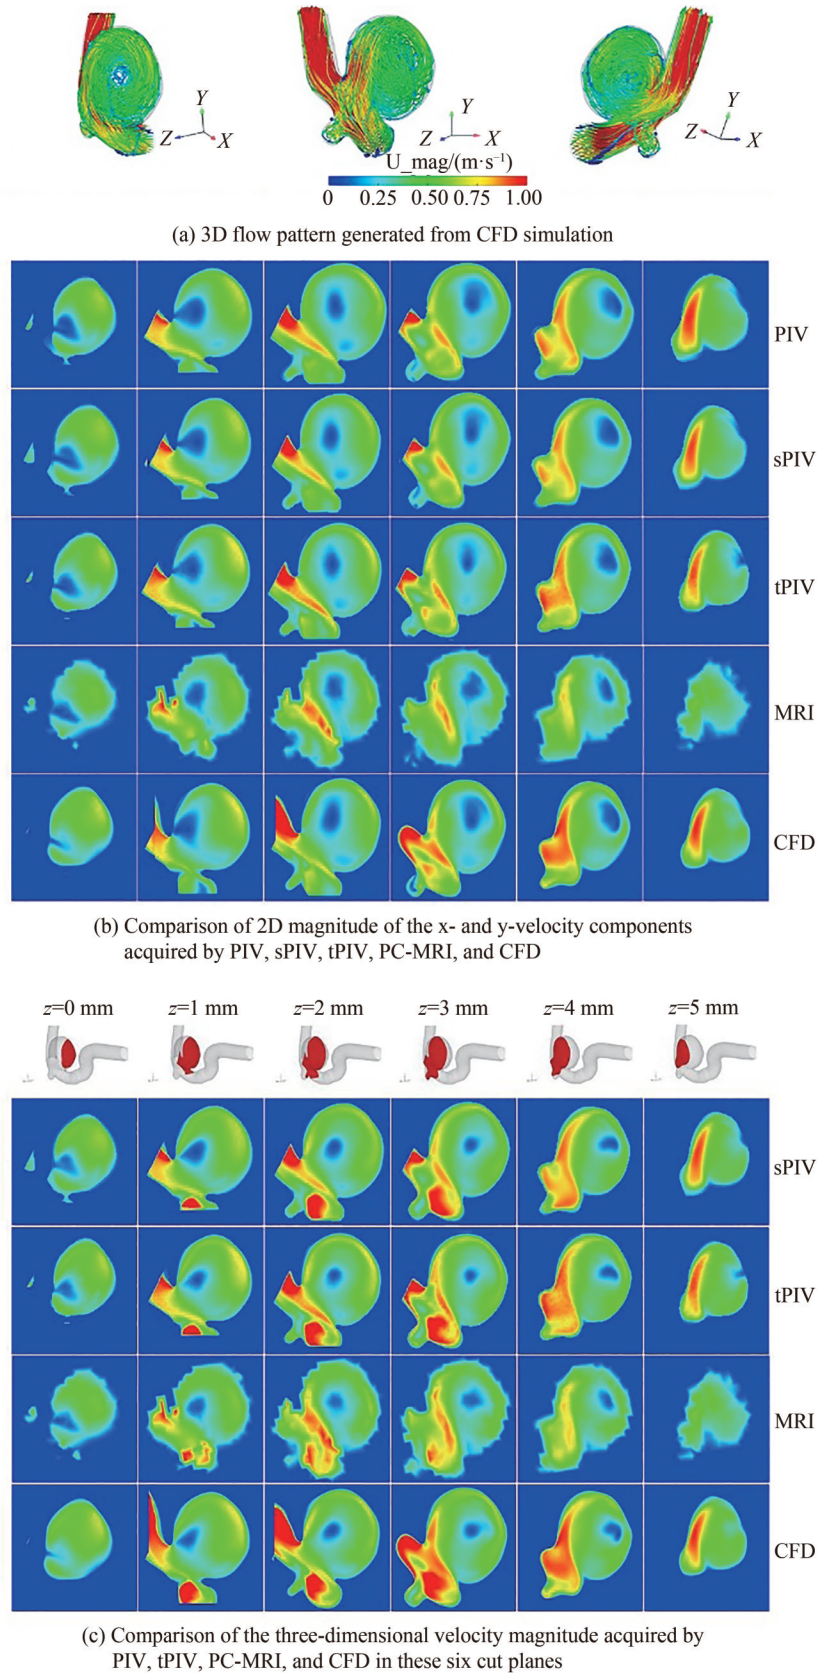 Y
Z
X
Y
Z
X
Y
Z
X
U_mag/(m·s⁻¹)
0 0.25 0.50 0.75 1.00
(a) 3D flow pattern generated from CFD simulation
PIV
sPIV
tPIV
MRI
CFD
(b) Comparison of 2D magnitude of the x- and y-velocity components
acquired by PIV, sPIV, tPIV, PC-MRI, and CFD
z=0 mm z=1 mm z=2 mm z=3 mm z=4 mm z=5 mm
sPIV
tPIV
MRI
CFD
(c) Comparison of the three-dimensional velocity magnitude acquired by
PIV, tPIV, PC-MRI, and CFD in these six cut planes